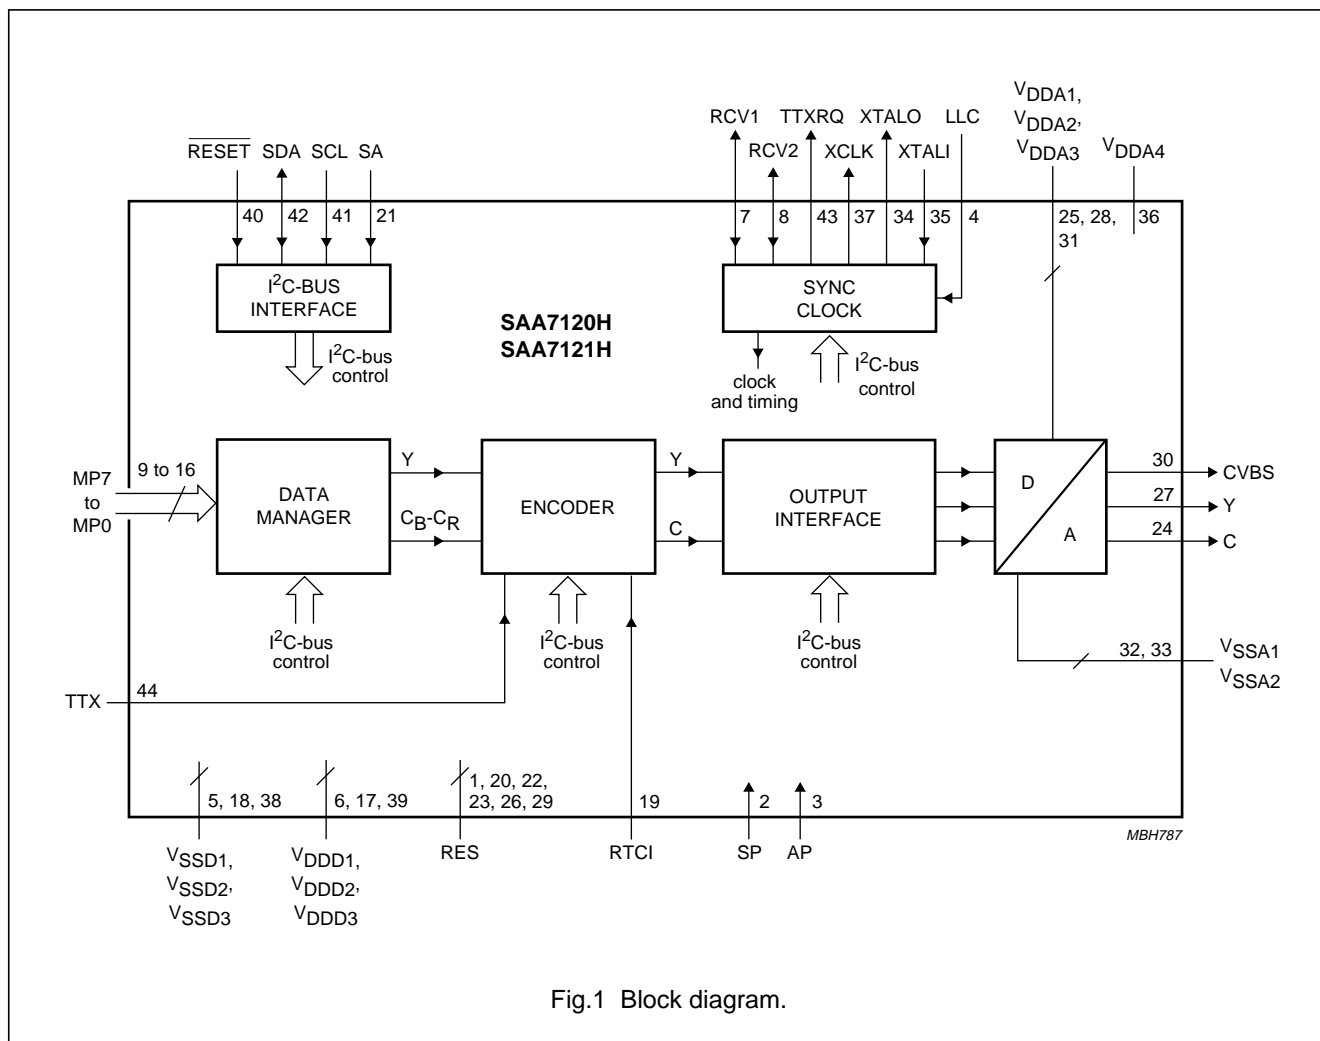 RCV1 TTXRQ XTALO LLC
RCV2 XCLK XTALI
VDDA1,
VDDA2,
VDDA3
VDDA4
RESET SDA SCL SA
40 42 41 21
7 8 43 37 34 35 4
25, 28,
31
36
I2C-BUS
INTERFACE
I2C-bus
control
SAA7120H
SAA7121H
SYNC
CLOCK
clock
and timing
I2C-bus
control
MP7
to
MP0
9 to 16
DATA
MANAGER
Y
CB-CR
ENCODER
Y
C
OUTPUT
INTERFACE
D
A
30
CVBS
27
Y
24
C
I2C-bus
control
I2C-bus
control
I2C-bus
control
32, 33
VSSA1
VSSA2
TTX
44
5, 18, 38
6, 17, 39
1, 20, 22,
23, 26, 29
19
2
3
VSSD1,
VSSD2,
VSSD3
VDDD1,
VDDD2,
VDDD3
RES
RTCI
SP
AP
MBH787
Fig.1 Block diagram.